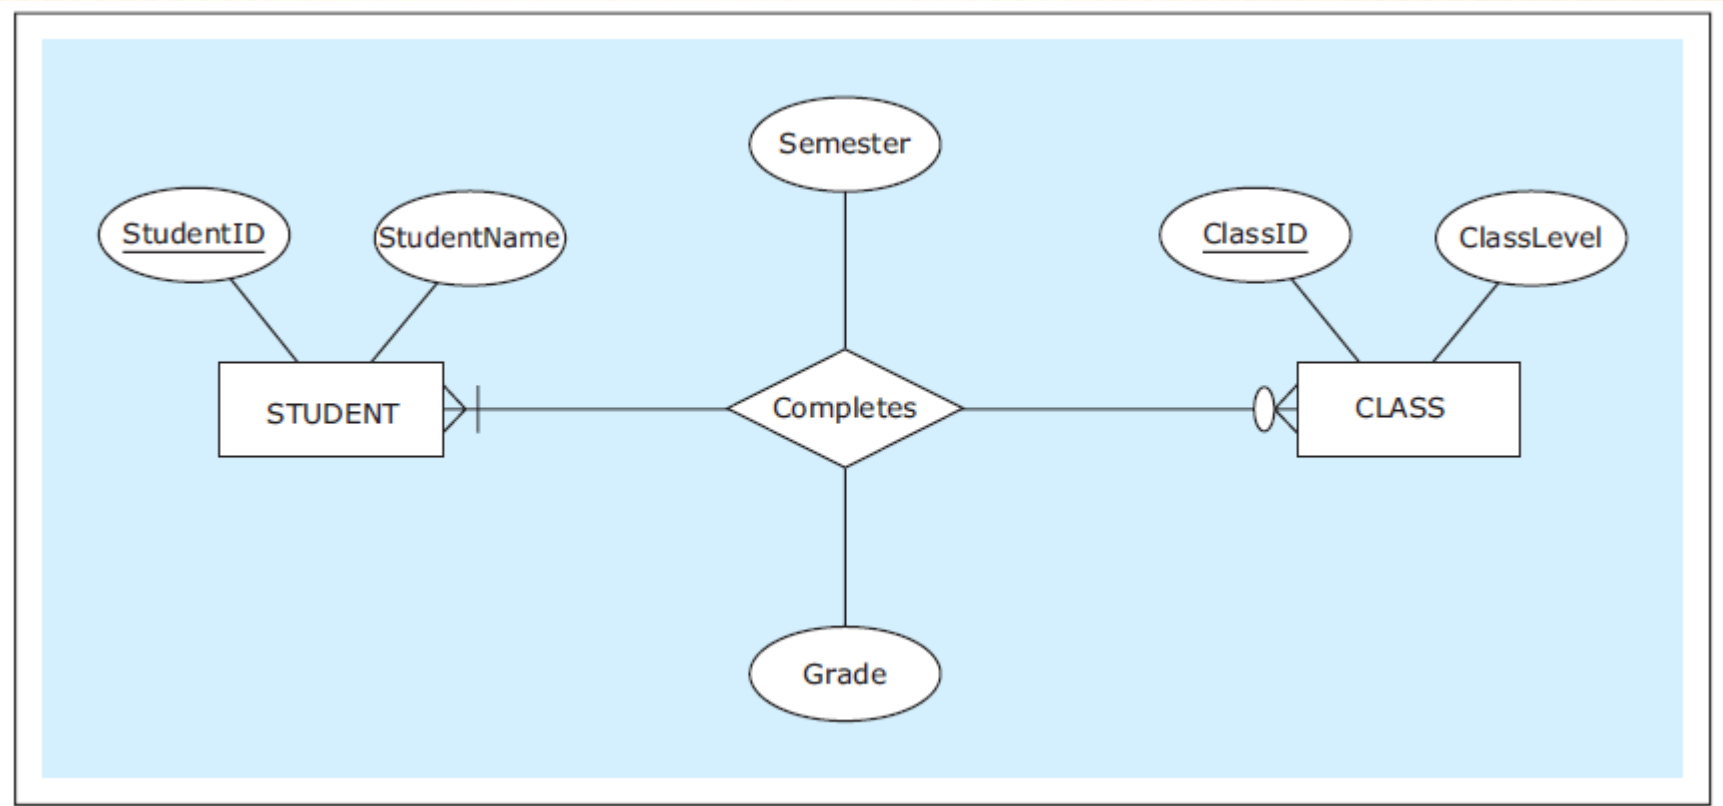 Semester
StudentID
StudentName
ClassID
ClassLevel
STUDENT
Completes
CLASS
Grade